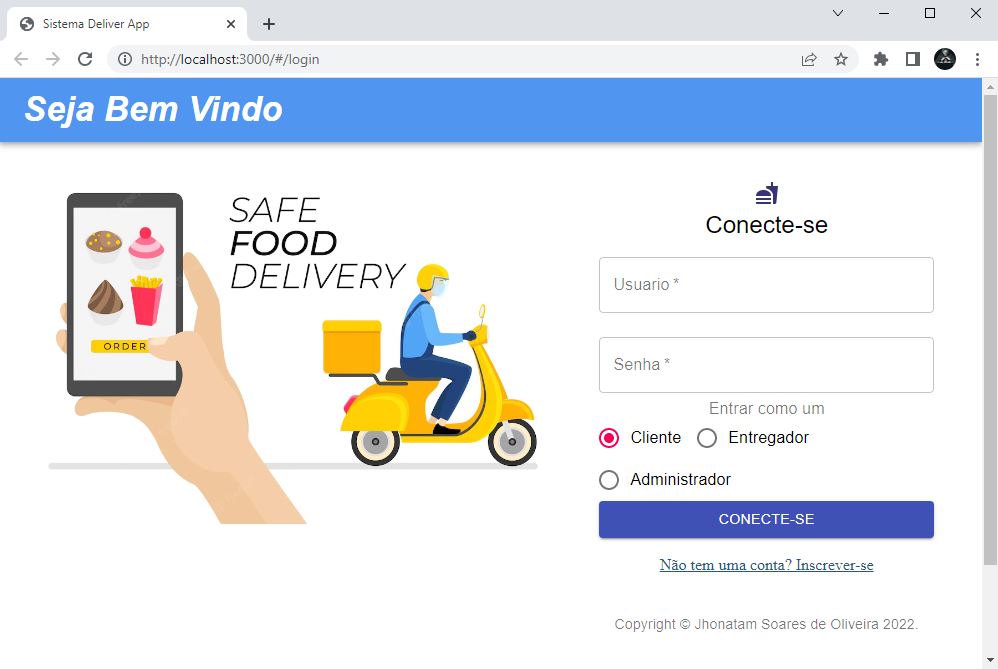 Sistema Deliver App
http://localhost:3000/#/login
Seja Bem Vindo
SAFE
FOOD
DELIVERY
ORDER
Conecte-se
Usuario *
Senha *
Entrar como um
Cliente
Entregador
Administrador
CONECTE-SE
Não tem uma conta? Inscrever-se
Copyright © Jhonatam Soares de Oliveira 2022.